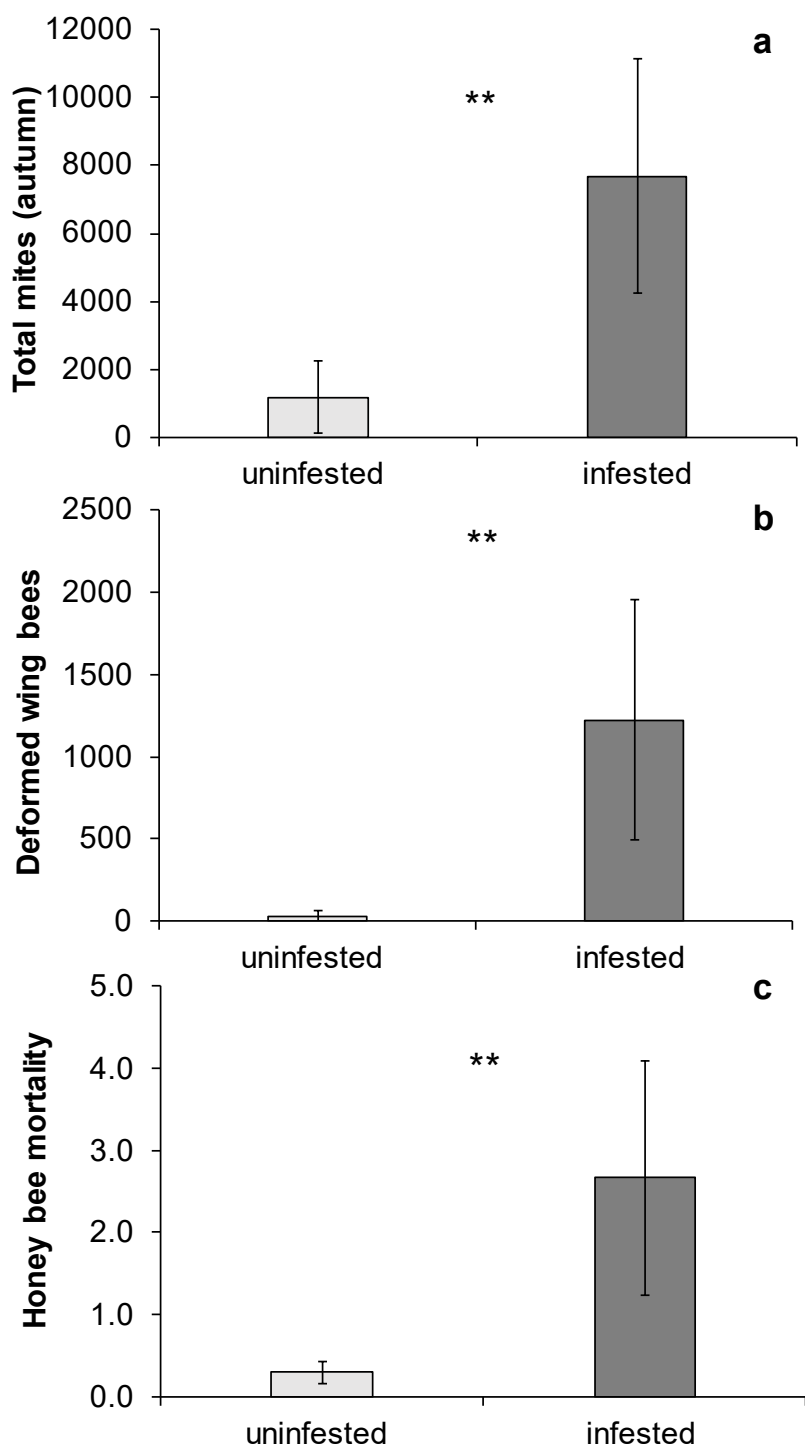 a
Total mites (autumn)
12000
10000
8000
6000
4000
2000
0
**
uninfested infested
b
Deformed wing bees
2500
2000
1500
1000
500
0
**
uninfested infested
c
Honey bee mortality
5.0
4.0
3.0
2.0
1.0
0.0
**
uninfested infested